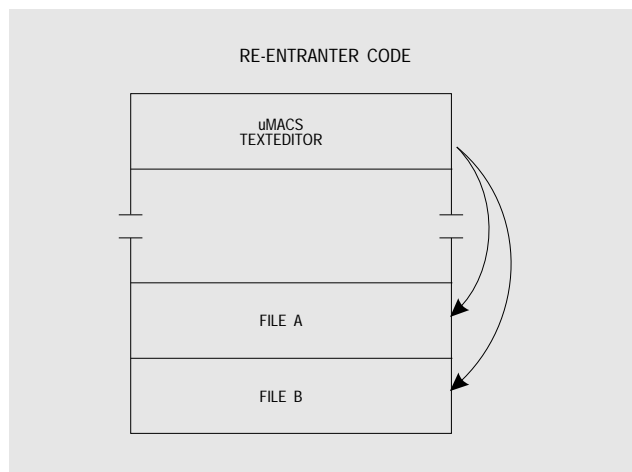 RE-ENTRANTER CODE
uMACS
TEXTEDITOR
FILE A
FILE B